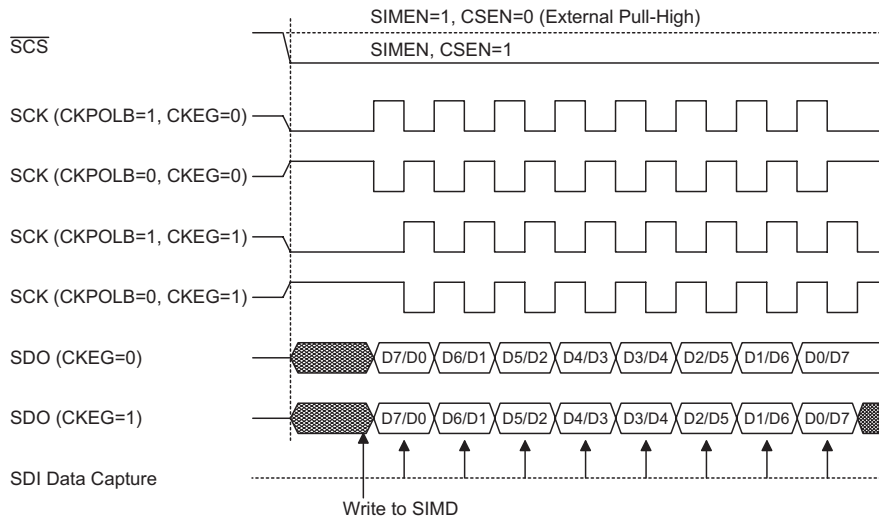 SIMEN=1, CSEN=0 (External Pull-High)
SCS
SIMEN, CSEN=1
SCK (CKPOLB=1, CKEG=0)
SCK (CKPOLB=0, CKEG=0)
SCK (CKPOLB=1, CKEG=1)
SCK (CKPOLB=0, CKEG=1)
SDO (CKEG=0) D7/D0 D6/D1 D5/D2 D4/D3 D3/D4 D2/D5 D1/D6 D0/D7
SDO (CKEG=1) D7/D0 D6/D1 D5/D2 D4/D3 D3/D4 D2/D5 D1/D6 D0/D7
SDI Data Capture
Write to SIMD